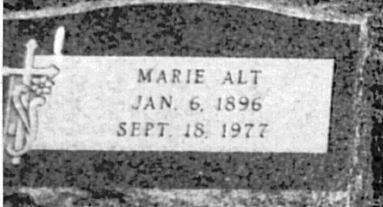 MARIE ALT
JAN. 6, 1896
SEPT. 18, 1977